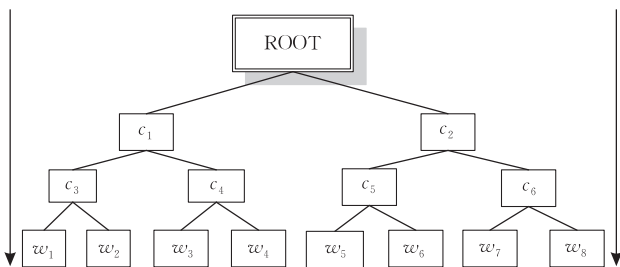 ROOT
c₁ c₂
c₃ c₄ c₅ c₆
w₁ w₂ w₃ w₄ w₅ w₆ w₇ w₈